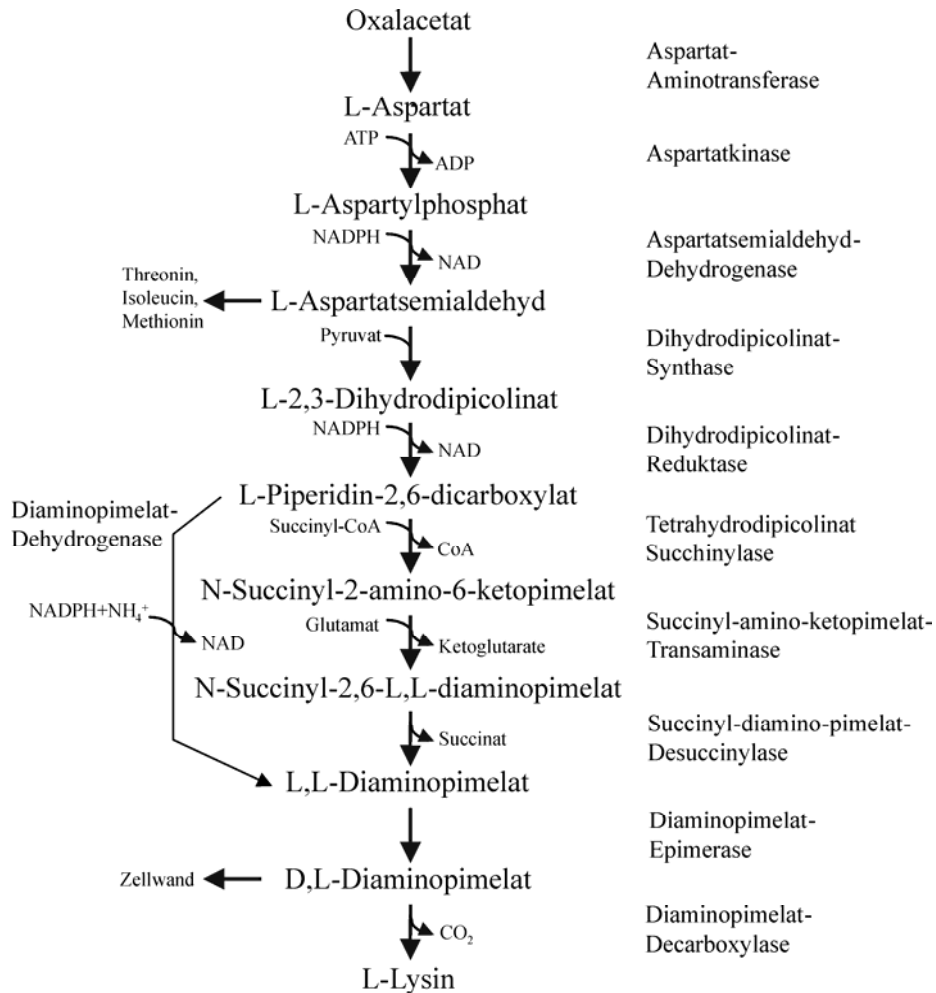 Oxalacetat
Aspartat-
Aminotransferase
L-Aspartat
ATP
ADP
Aspartatkinase
L-Aspartylphosphat
NADPH
NAD
Aspartatsemialdehyd-
Dehydrogenase
Threonin,
Isoleucin,
Methionin
L-Aspartatsemialdehyd
Pyruvat
Dihydrodipicolinat-
Synthase
L-2,3-Dihydrodipicolinat
NADPH
NAD
Dihydrodipicolinat-
Reduktase
L-Piperidin-2,6-dicarboxylat
Diaminopimelat-
Dehydrogenase
Succinyl-CoA
CoA
Tetrahydrodipicolinat
Succhinylase
N-Succinyl-2-amino-6-ketopimelat
NADPH+NH₄⁺
NAD
Glutamat
Ketoglutarate
Succinyl-amino-ketopimelat-
Transaminase
N-Succinyl-2,6-L,L-diaminopimelat
Succinat
Succinyl-diamino-pimelat-
Desuccinylase
L,L-Diaminopimelat
Diaminopimelat-
Epimerase
Zellwand
D,L-Diaminopimelat
CO₂
Diaminopimelat-
Decarboxylase
L-Lysin